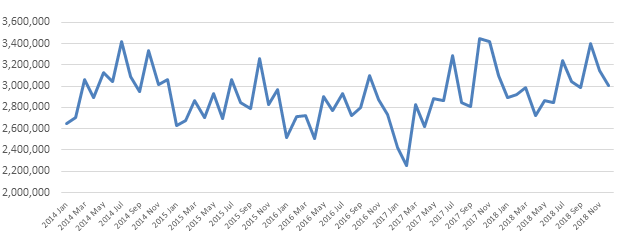 3,600,000
3,400,000
3,200,000
3,000,000
2,800,000
2,600,000
2,400,000
2,200,000
2,000,000
2014 Jan
2014 Mar
2014 May
2014 Jul
2014 Sep
2014 Nov
2015 Jan
2015 Mar
2015 May
2015 Jul
2015 Sep
2015 Nov
2016 Jan
2016 Mar
2016 May
2016 Jul
2016 Sep
2016 Nov
2017 Jan
2017 Mar
2017 May
2017 Jul
2017 Sep
2017 Nov
2018 Jan
2018 Mar
2018 May
2018 Jul
2018 Sep
2018 Nov